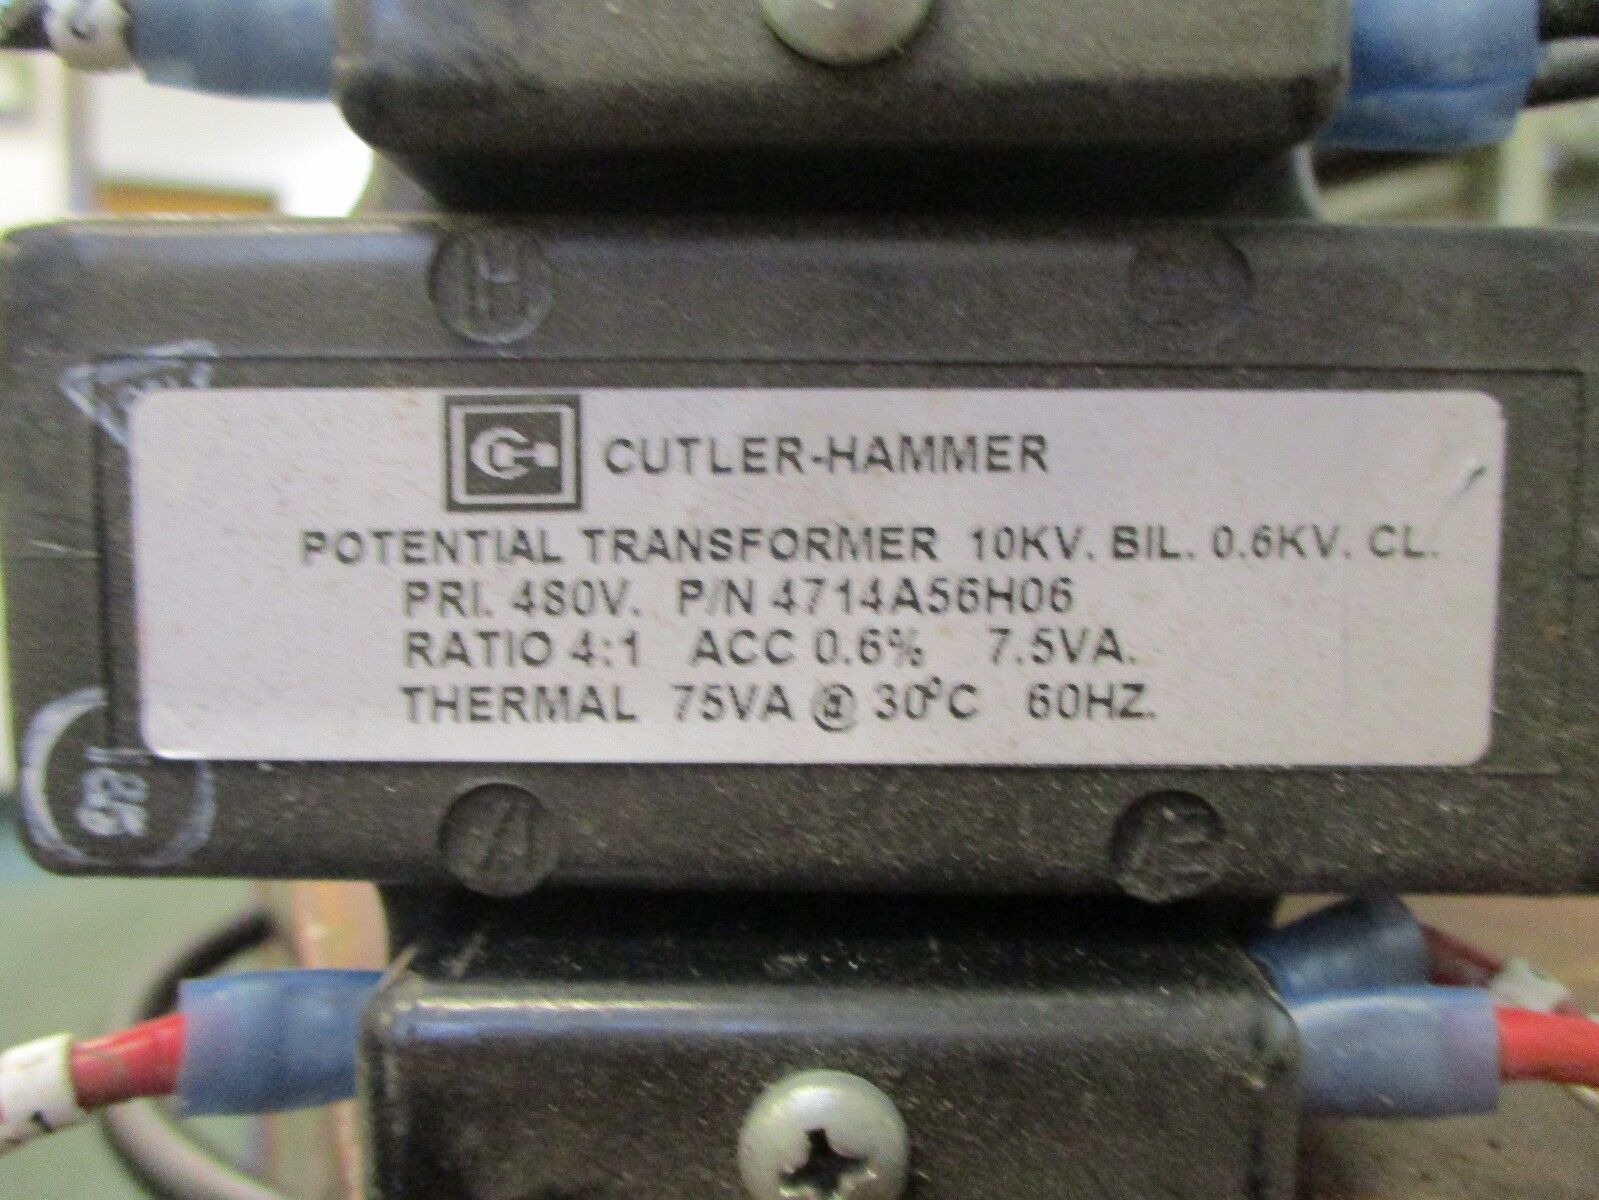 H
CUTLER-HAMMER
POTENTIAL TRANSFORMER 10KV. BIL. 0.6KV. CL.
PRI. 480V. P/N 4714A56H06
RATIO 4:1 ACC 0.6% 7.5VA.
THERMAL 75VA @ 30°C 60HZ.